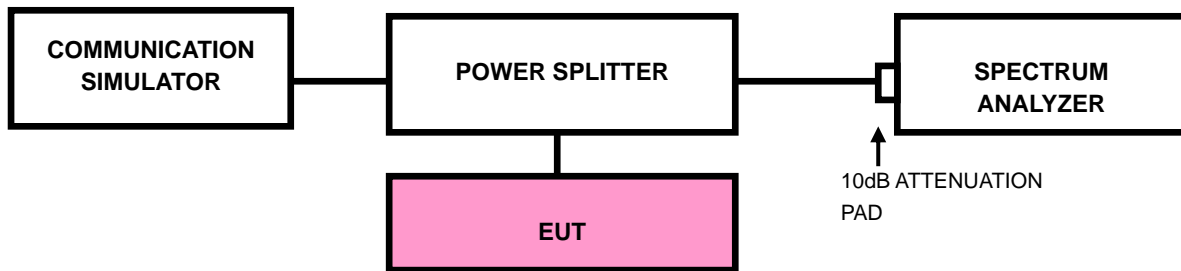 COMMUNICATION
SIMULATOR
POWER SPLITTER
SPECTRUM
ANALYZER
10dB ATTENUATION
PAD
EUT